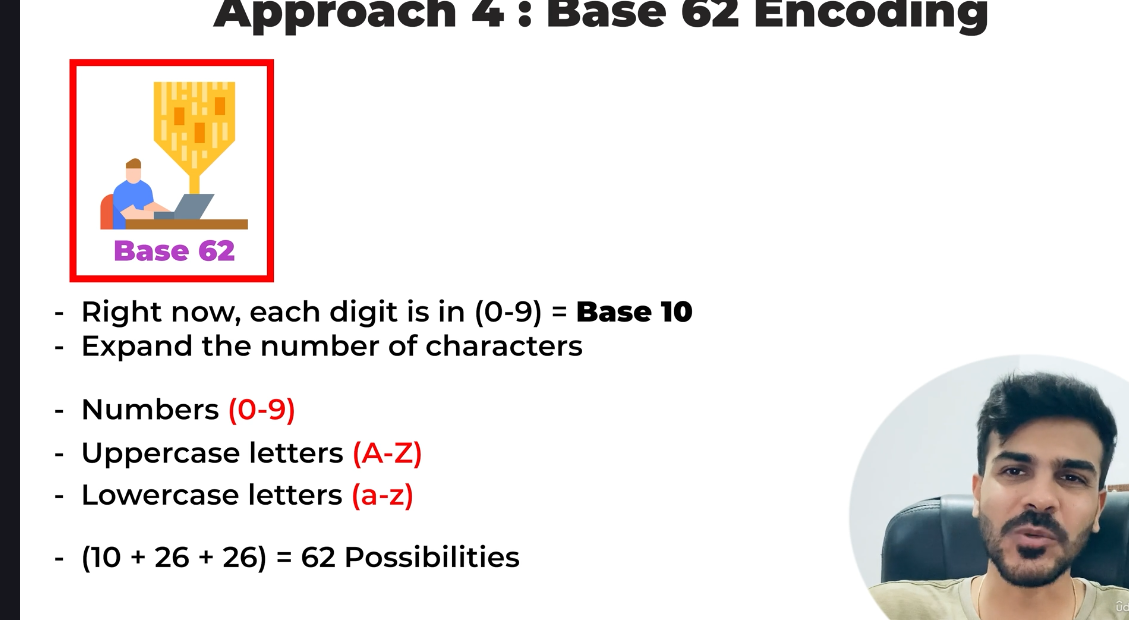 Approach 4 : Base 62 Encoding
Base 62
- Right now, each digit is in (0-9) = Base 10
- Expand the number of characters
- Numbers (0-9)
- Uppercase letters (A-Z)
- Lowercase letters (a-z)
- (10 + 26 + 26) = 62 Possibilities